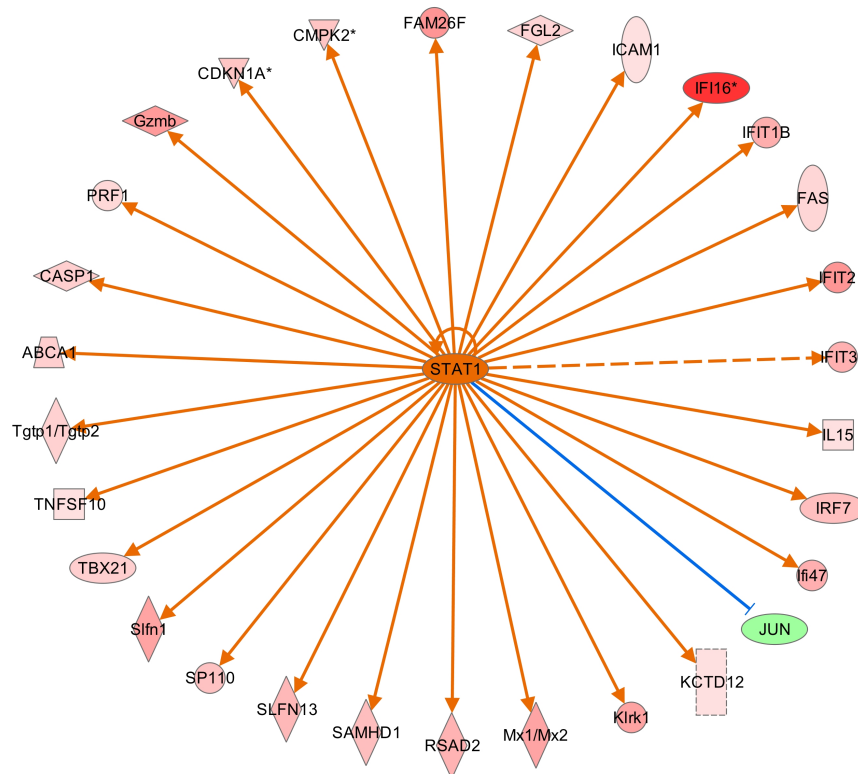 FAM26F
FGL2
CMPK2*
ICAM1
CDKN1A*
IFI16*
Gzmb
IFIT1B
PRF1
FAS
CASP1
IFIT2
ABCA1
IFIT3
STAT1
Tgtp1/Tgtp2
IL15
TNFSF10
IRF7
TBX21
Ifi47
Slfn1
JUN
SP110
KCTD12
SLFN13
Klrk1
SAMHD1
RSAD2
Mx1/Mx2